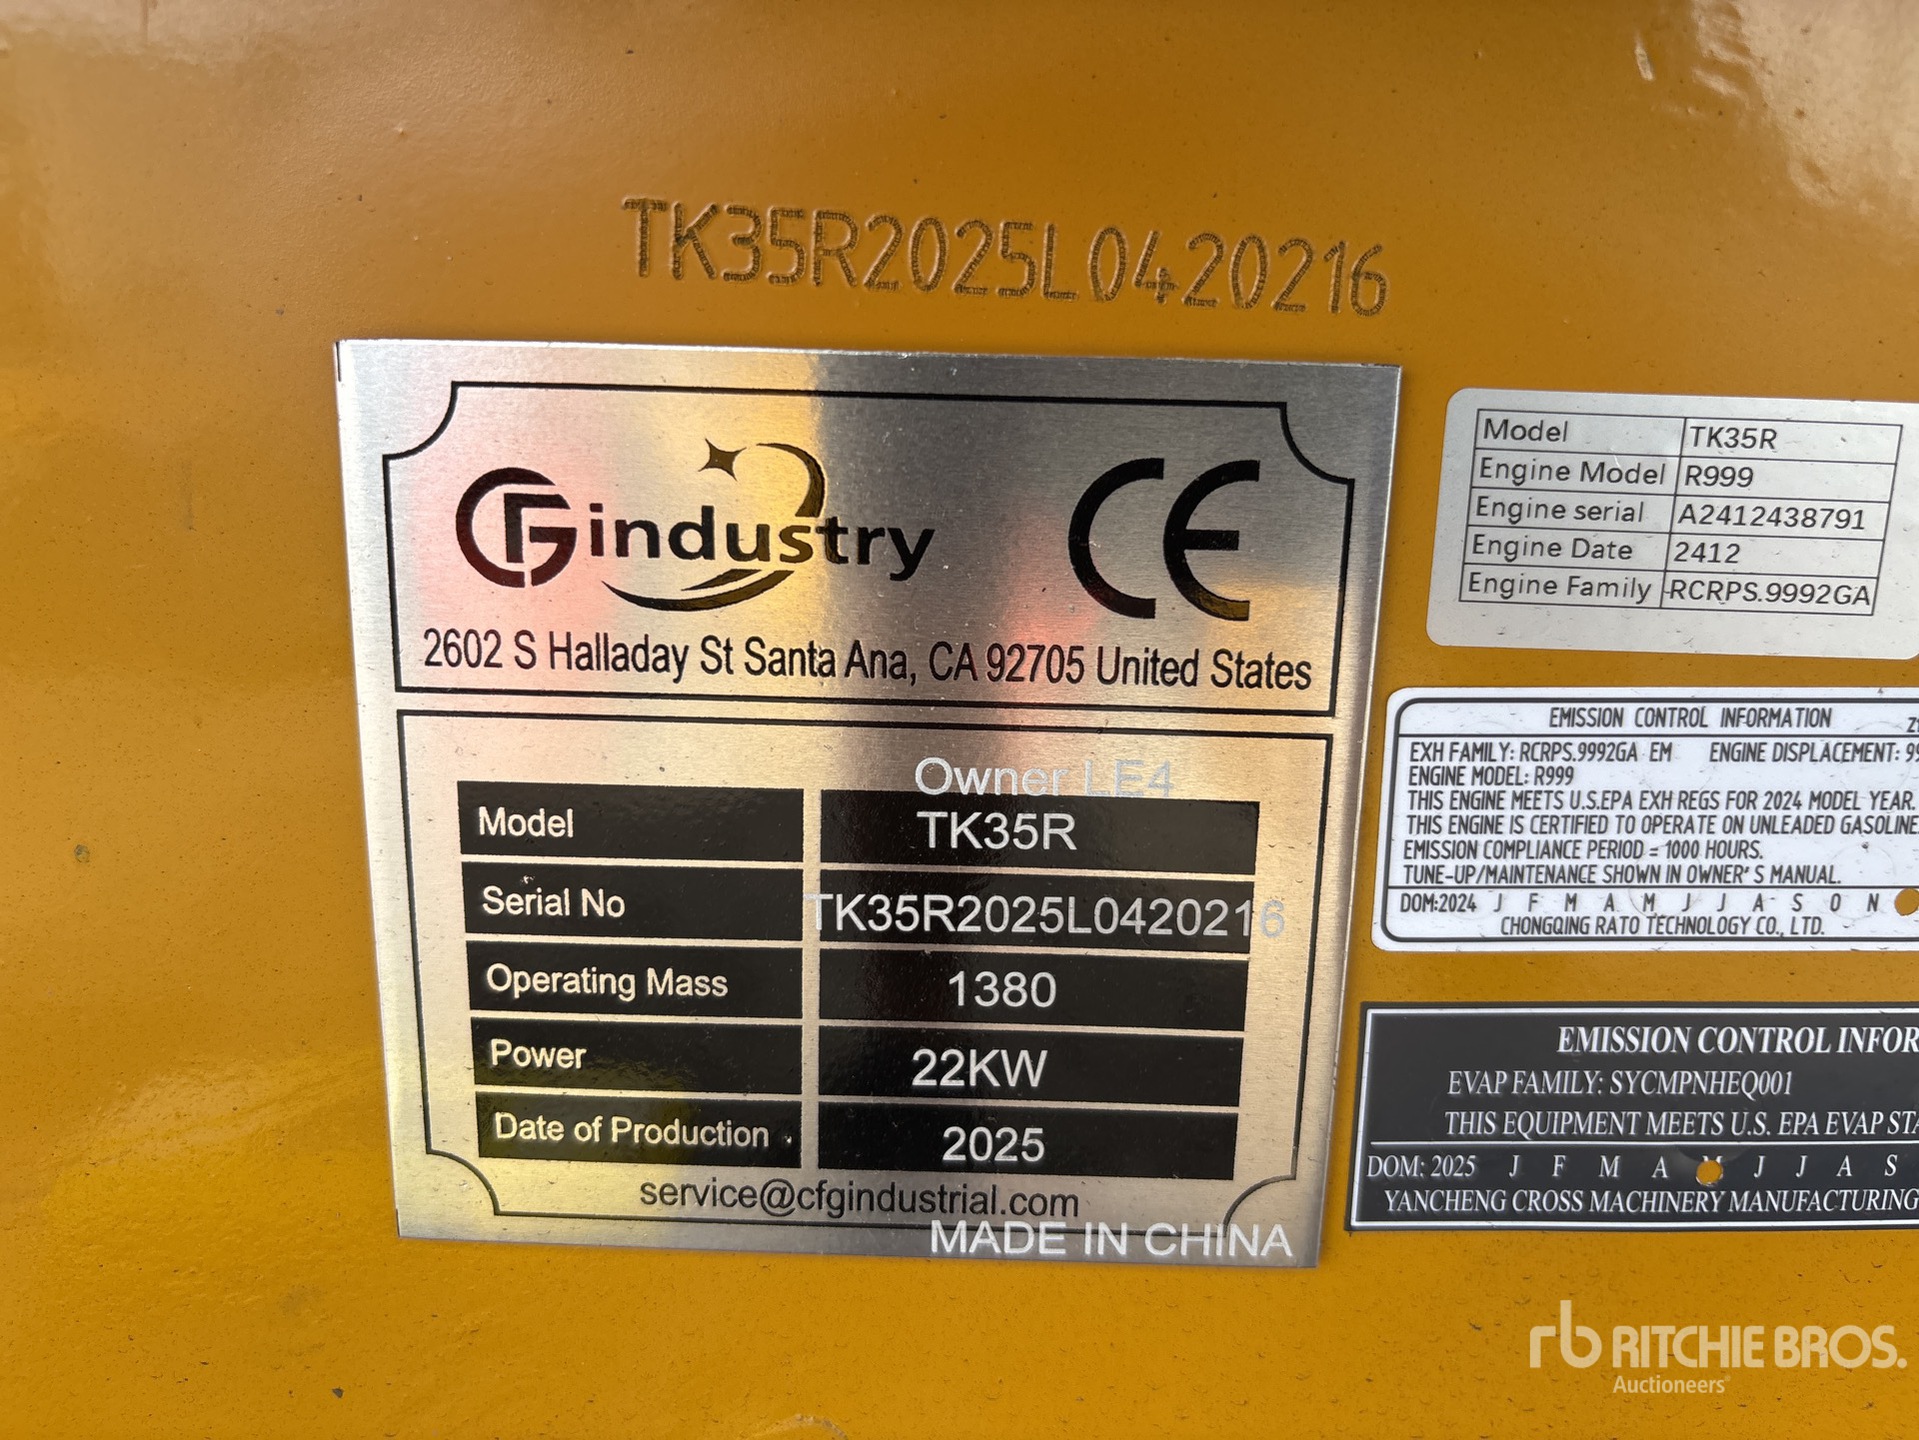 TK35R2025L0420216
CFGindustry CE
2602 S Halladay St Santa Ana, CA 92705 United States
Owner LE4
Model TK35R
Serial No TK35R2025L0420216
Operating Mass 1380
Power 22KW
Date of Production 2025
service@cfgindustrial.com
MADE IN CHINA
Model TK35R
Engine Model R999
Engine serial A2412438791
Engine Date 2412
Engine Family RCRPS.9992GA
EMISSION CONTROL INFORMATION
EXH FAMILY: RCRPS.9992GA EM ENGINE DISPLACEMENT: 99
ENGINE MODEL: R999
THIS ENGINE MEETS U.S.EPA EXH REGS FOR 2024 MODEL YEAR.
THIS ENGINE IS CERTIFIED TO OPERATE ON UNLEADED GASOLINE
EMISSION COMPLIANCE PERIOD = 1000 HOURS.
TUNE-UP/MAINTENANCE SHOWN IN OWNER'S MANUAL.
DOM:2024 J F M A M J J A S O N
CHONGQING RATO TECHNOLOGY CO., LTD.
EMISSION CONTROL INFOR
EVAP FAMILY: SYCMPNHEQ001
THIS EQUIPMENT MEETS U.S. EPA EVAP STA
DOM: 2025 J F M A M J J A S
YANCHENG CROSS MACHINERY MANUFACTURING
rb RITCHIE BROS.
Auctioneers